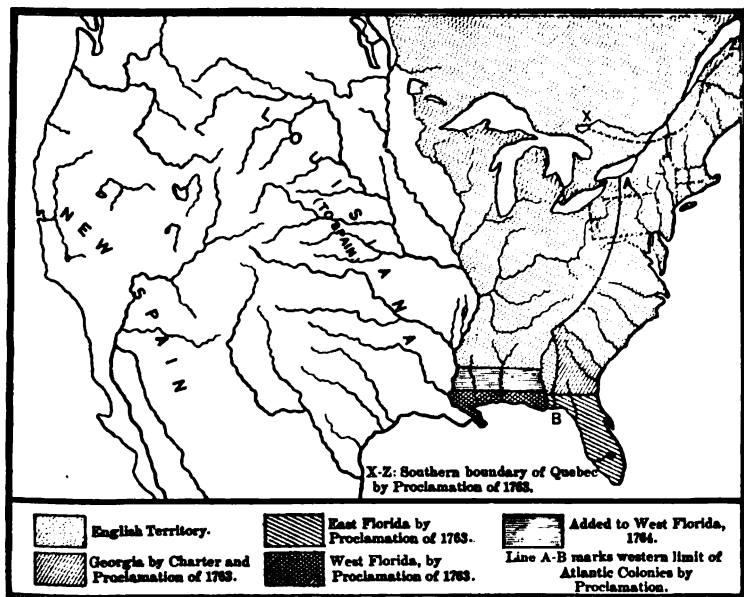 NEW SPAIN
LOUISIANA
(TO SPAIN)
X
A
B
X-Z: Southern boundary of Quebec
by Proclamation of 1763.
English Territory.
Georgia by Charter and
Proclamation of 1763.
East Florida by
Proclamation of 1763.
West Florida, by
Proclamation of 1763.
Added to West Florida,
1764.
Line A-B marks western limit of
Atlantic Colonies by
Proclamation.